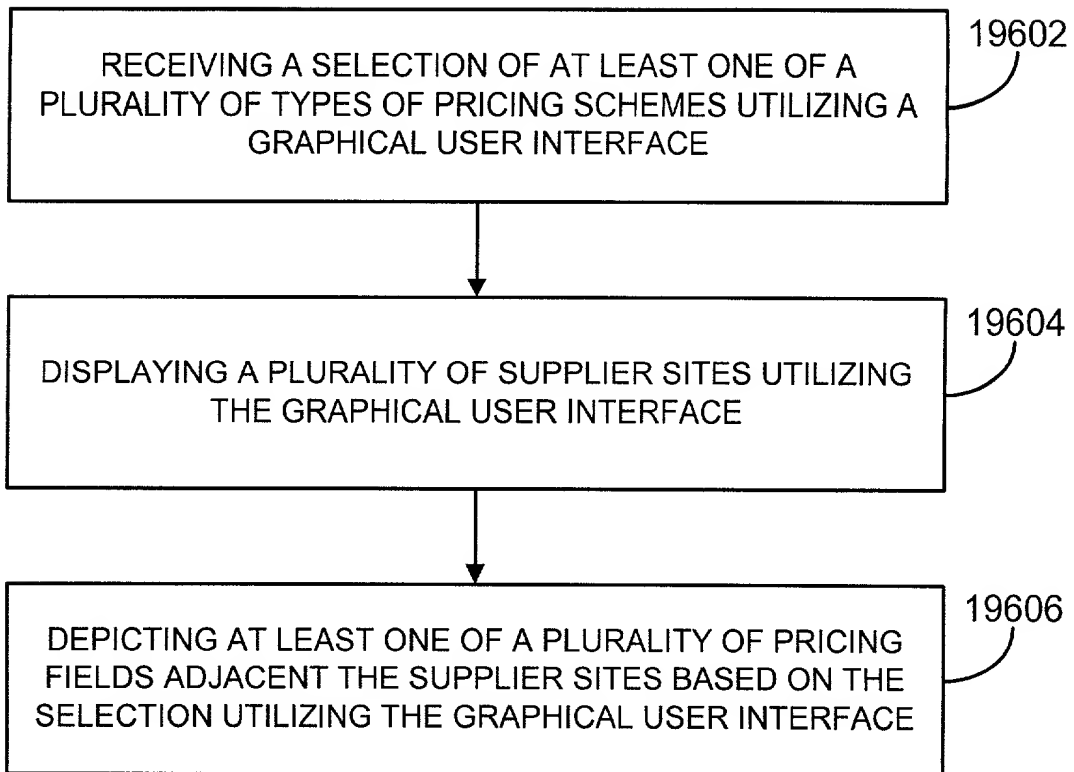 19602
RECEIVING A SELECTION OF AT LEAST ONE OF A
PLURALITY OF TYPES OF PRICING SCHEMES UTILIZING A
GRAPHICAL USER INTERFACE
19604
DISPLAYING A PLURALITY OF SUPPLIER SITES UTILIZING
THE GRAPHICAL USER INTERFACE
19606
DEPICTING AT LEAST ONE OF A PLURALITY OF PRICING
FIELDS ADJACENT THE SUPPLIER SITES BASED ON THE
SELECTION UTILIZING THE GRAPHICAL USER INTERFACE